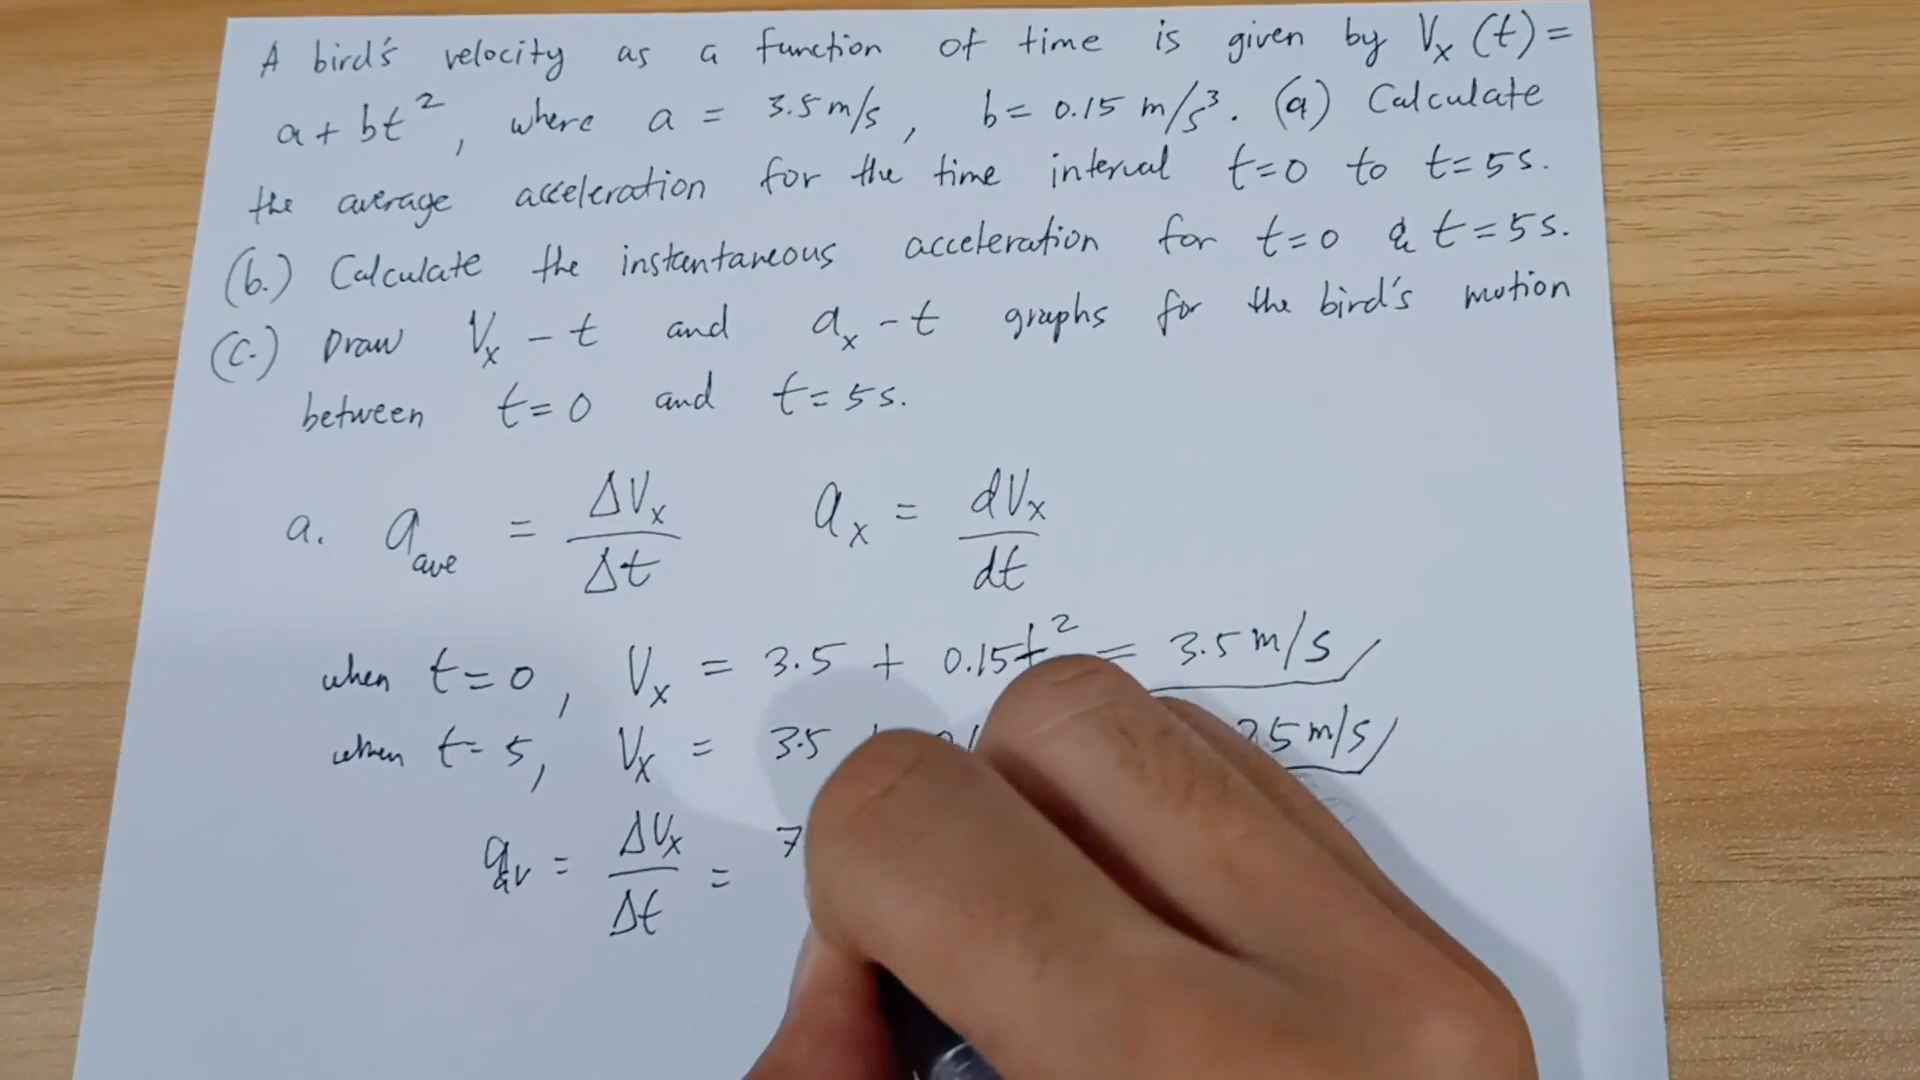 A bird's velocity as a function of time is given by Vx (t) =
a + bt², where a = 3.5 m/s, b = 0.15 m/s³. (a) Calculate
the average acceleration for the time interval t=0 to t=5s.
(b.) Calculate the instantaneous acceleration for t=0 & t=5s.
(c.) Draw Vx - t and ax - t graphs for the bird's motion
between t=0 and t=5s.
a. a ave = ΔVx / Δt ax = dVx / dt
when t=0, Vx = 3.5 + 0.15t² = 3.5 m/s
when t=5, Vx = 3.5 25 m/s
aav = ΔVx / Δt = 7